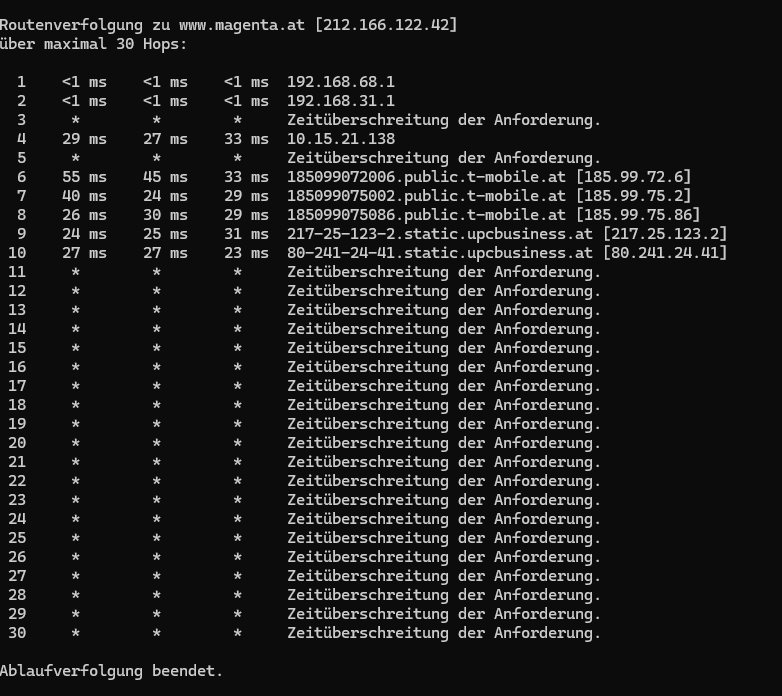 Routenverfolgung zu www.magenta.at [212.166.122.42]
über maximal 30 Hops:
1 <1 ms <1 ms <1 ms 192.168.68.1
2 <1 ms <1 ms <1 ms 192.168.31.1
3 * * * Zeitüberschreitung der Anforderung.
4 29 ms 27 ms 33 ms 10.15.21.138
5 * * * Zeitüberschreitung der Anforderung.
6 55 ms 45 ms 33 ms 185099072006.public.t-mobile.at [185.99.72.6]
7 40 ms 24 ms 29 ms 185099075002.public.t-mobile.at [185.99.75.2]
8 26 ms 30 ms 29 ms 185099075086.public.t-mobile.at [185.99.75.86]
9 24 ms 25 ms 31 ms 217-25-123-2.static.upcbusiness.at [217.25.123.2]
10 27 ms 27 ms 23 ms 80-241-24-41.static.upcbusiness.at [80.241.24.41]
11 * * * Zeitüberschreitung der Anforderung.
12 * * * Zeitüberschreitung der Anforderung.
13 * * * Zeitüberschreitung der Anforderung.
14 * * * Zeitüberschreitung der Anforderung.
15 * * * Zeitüberschreitung der Anforderung.
16 * * * Zeitüberschreitung der Anforderung.
17 * * * Zeitüberschreitung der Anforderung.
18 * * * Zeitüberschreitung der Anforderung.
19 * * * Zeitüberschreitung der Anforderung.
20 * * * Zeitüberschreitung der Anforderung.
21 * * * Zeitüberschreitung der Anforderung.
22 * * * Zeitüberschreitung der Anforderung.
23 * * * Zeitüberschreitung der Anforderung.
24 * * * Zeitüberschreitung der Anforderung.
25 * * * Zeitüberschreitung der Anforderung.
26 * * * Zeitüberschreitung der Anforderung.
27 * * * Zeitüberschreitung der Anforderung.
28 * * * Zeitüberschreitung der Anforderung.
29 * * * Zeitüberschreitung der Anforderung.
30 * * * Zeitüberschreitung der Anforderung.
Ablaufverfolgung beendet.